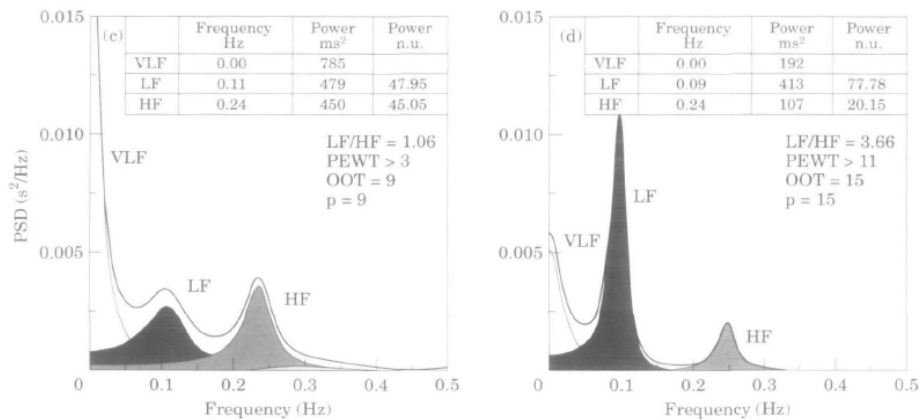 0.015
(c)
Frequency Hz
Power ms²
Power n.u.
VLF 0.00 785
LF 0.11 479 47.95
HF 0.24 450 45.05
LF/HF = 1.06
PEWT > 3
OOT = 9
p = 9
VLF
LF
HF
0.010
0.005
PSD (s²/Hz)
0 0.1 0.2 0.3 0.4 0.5
Frequency (Hz)
0.015
(d)
Frequency Hz
Power ms²
Power n.u.
VLF 0.00 192
LF 0.09 413 77.78
HF 0.24 107 20.15
LF/HF = 3.66
PEWT > 11
OOT = 15
p = 15
LF
VLF
HF
0.010
0.005
0 0.1 0.2 0.3 0.4 0.5
Frequency (Hz)